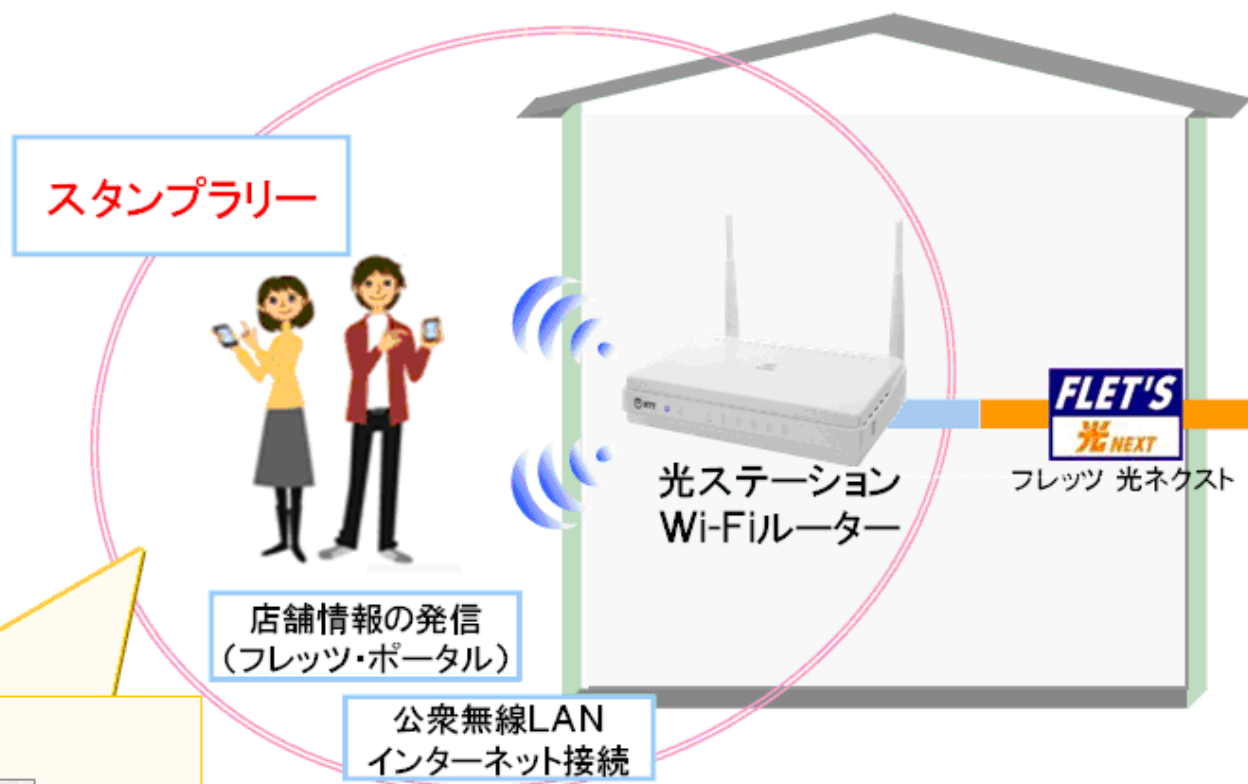 スタンプラリー
FLET'S
光 NEXT
フレッツ 光ネクスト
光ステーション
Wi-Fiルーター
店舗情報の発信
（フレッツ・ポータル）
公衆無線LAN
インターネット接続